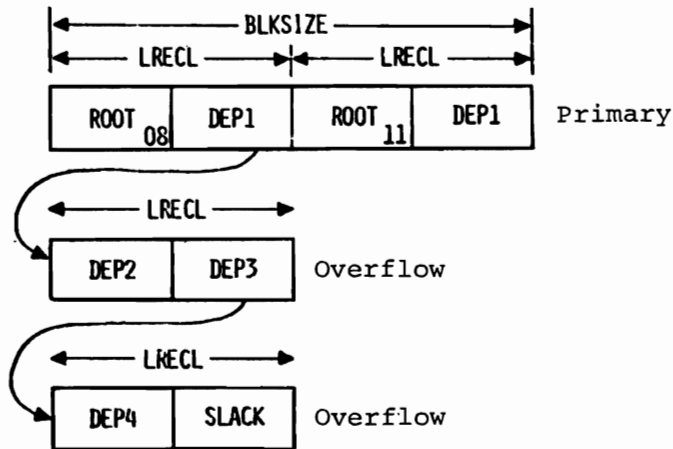 BLKSIZE
LRECL LRECL
ROOT 08 DEP1 ROOT 11 DEP1 Primary
LRECL
DEP2 DEP3 Overflow
LRECL
DEP4 SLACK Overflow